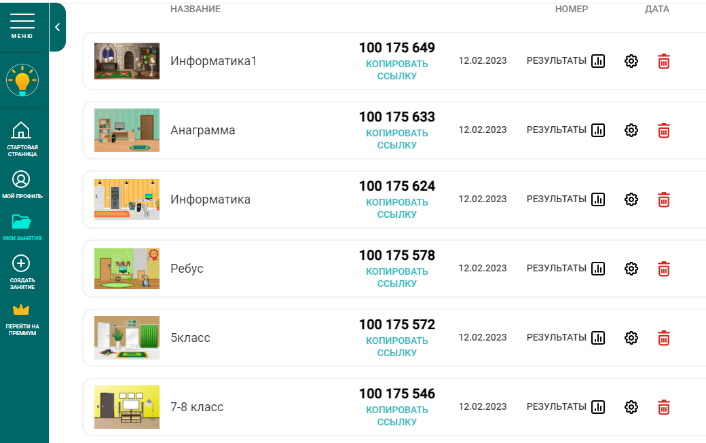 МЕНЮ
СТАРТОВАЯ
СТРАНИЦА
МОЙ ПРОФИЛЬ
МОИ ЗАНЯТИЯ
СОЗДАТЬ
ЗАНЯТИЕ
ПЕРЕЙТИ НА
ПРЕМИУМ
НАЗВАНИЕ НОМЕР ДАТА
Информатика1 100 175 649 12.02.2023 РЕЗУЛЬТАТЫ
КОПИРОВАТЬ
ССЫЛКУ
Анаграмма 100 175 633 12.02.2023 РЕЗУЛЬТАТЫ
КОПИРОВАТЬ
ССЫЛКУ
Информатика 100 175 624 12.02.2023 РЕЗУЛЬТАТЫ
КОПИРОВАТЬ
ССЫЛКУ
Ребус 100 175 578 12.02.2023 РЕЗУЛЬТАТЫ
КОПИРОВАТЬ
ССЫЛКУ
5класс 100 175 572 12.02.2023 РЕЗУЛЬТАТЫ
КОПИРОВАТЬ
ССЫЛКУ
7-8 класс 100 175 546 12.02.2023 РЕЗУЛЬТАТЫ
КОПИРОВАТЬ
ССЫЛКУ